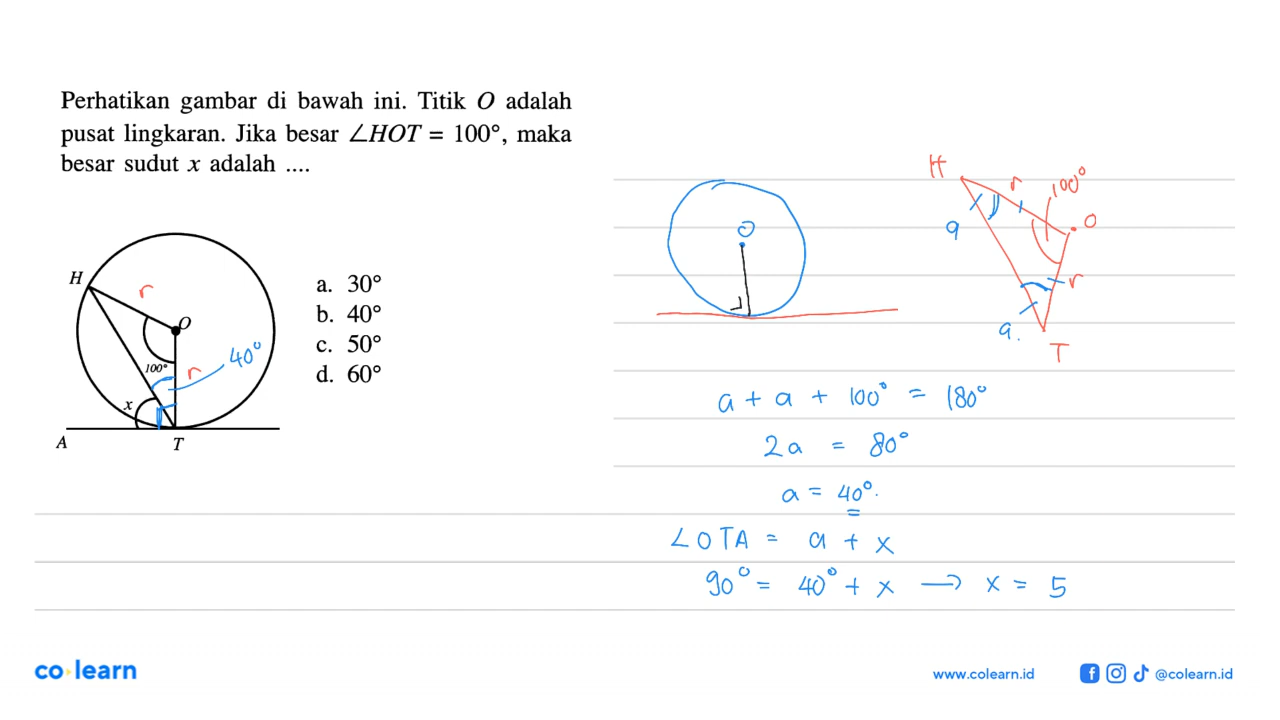 Perhatikan gambar di bawah ini. Titik O adalah
pusat lingkaran. Jika besar ∠HOT = 100°, maka
besar sudut x adalah ....
H
r
O
100°
r
40°
x
A
T
a. 30°
b. 40°
c. 50°
d. 60°
O
H
r
100°
O
a
r
a.
T
a + a + 100° = 180°
2a = 80°
a = 40°.
∠OTA = a + x
90° = 40° + x → x = 5
co learn
www.colearn.id
@colearn.id